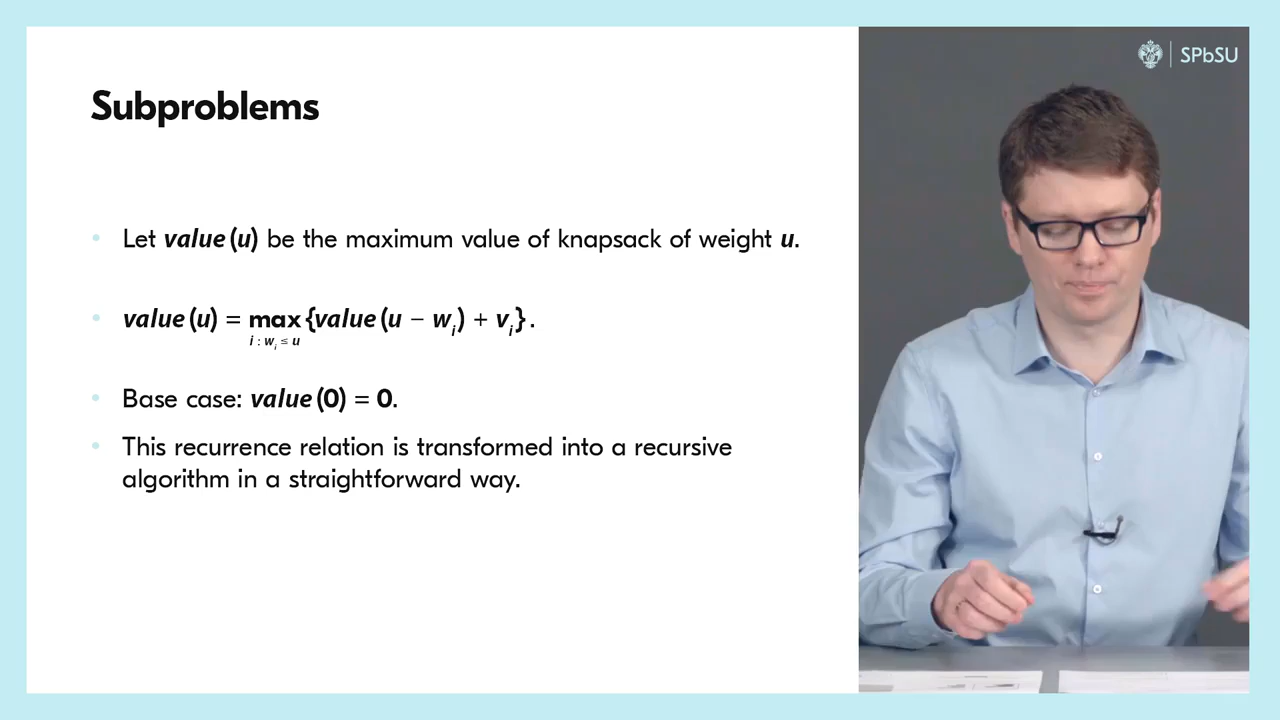 SPbSU
Subproblems
• Let value(u) be the maximum value of knapsack of weight u.
• value(u) = max {value(u − wᵢ) + vᵢ}.
i : wᵢ ≤ u
• Base case: value(0) = 0.
• This recurrence relation is transformed into a recursive
algorithm in a straightforward way.